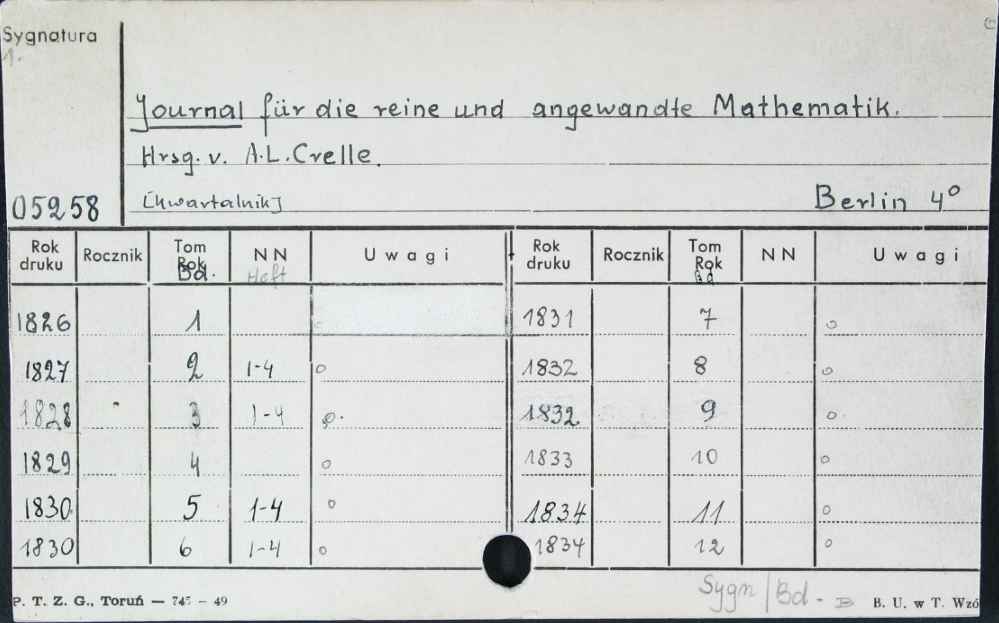 Sygnatura
1.
Journal für die reine und angewandte Mathematik.
Hrsg. v. A.L. Crelle.
05258 [kwartalnik] Berlin 4°
Rok druku Rocznik Tom Rok Bd. NN Haft Uwagi Rok druku Rocznik Tom Rok Bd NN Uwagi
1826 1 1831 7 o
1827 2 1-4 o 1832 8 o
1828 3 1-4 o. 1832 9 o
1829 4 o 1833 10 o
1830 5 1-4 o 1834 11 o
1830 6 1-4 o 1834 12 o
Sygn/Bd - B
P. T. Z. G., Toruń — 745 - 49 B. U. w T. Wzó